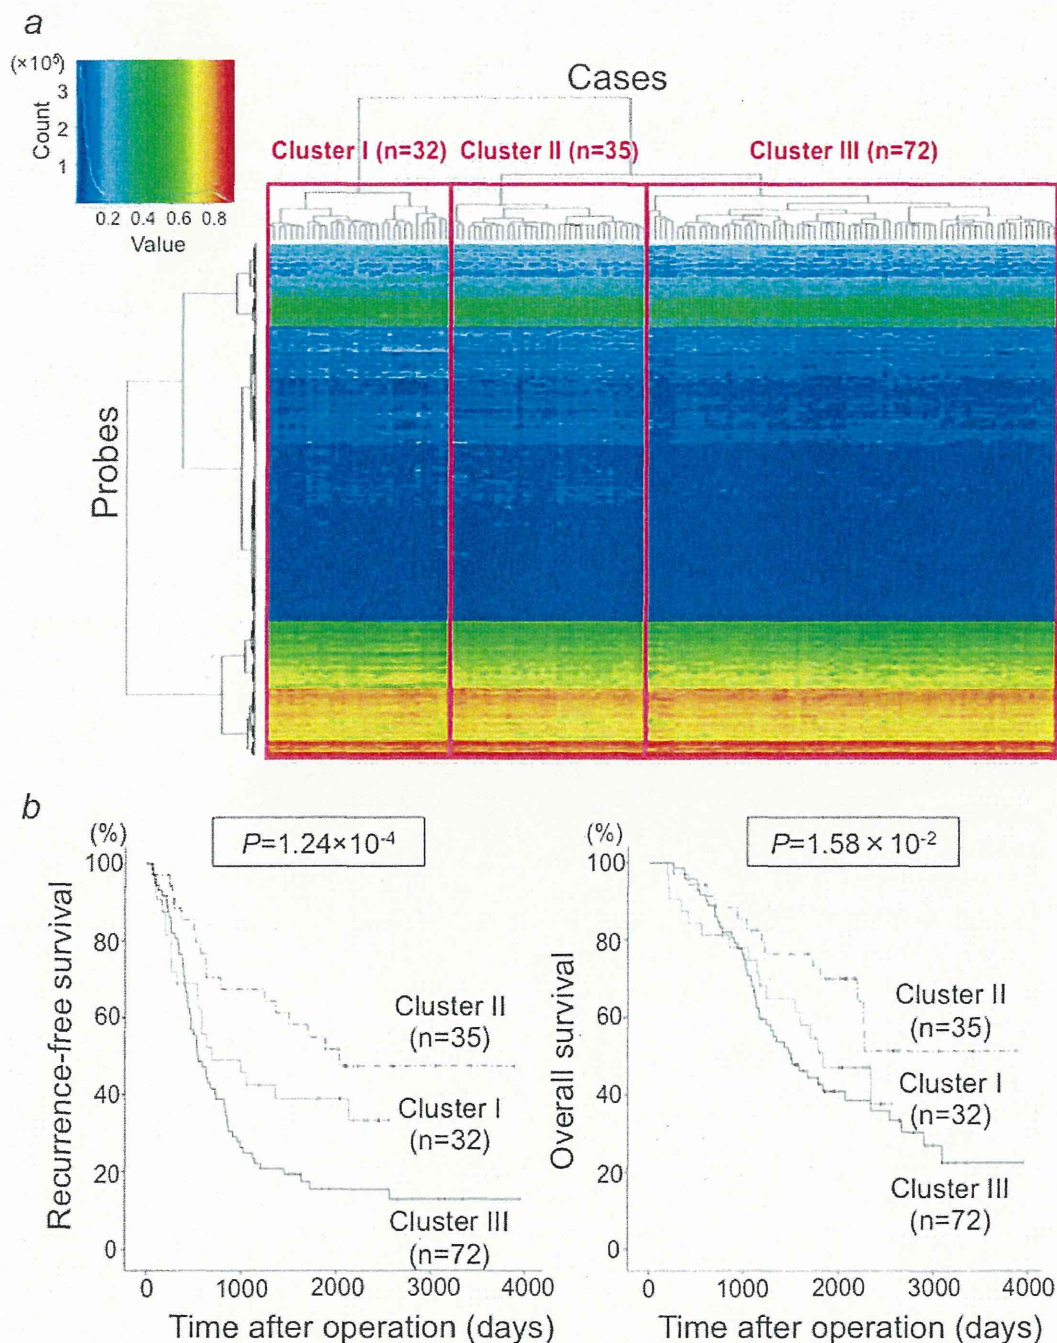 a
(×10⁵)
3
2
1
Count
0.2 0.4 0.6 0.8
Value
Cases
Cluster I (n=32) Cluster II (n=35) Cluster III (n=72)
Probes
b
(%)
P=1.24×10⁻⁴
100
80
60
40
20
0
Recurrence-free survival
Cluster II
(n=35)
Cluster I
(n=32)
Cluster III
(n=72)
0 1000 2000 3000 4000
Time after operation (days)
(%)
P=1.58 × 10⁻²
100
80
60
40
20
0
Overall survival
Cluster II
(n=35)
Cluster I
(n=32)
Cluster III
(n=72)
0 1000 2000 3000 4000
Time after operation (days)